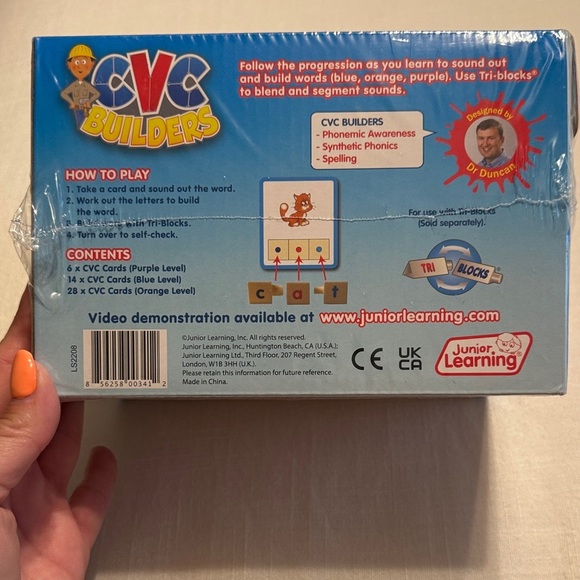 CVC
BUILDERS
Follow the progression as you learn to sound out
and build words (blue, orange, purple). Use Tri-blocks®
to blend and segment sounds.
CVC BUILDERS
- Phonemic Awareness
- Synthetic Phonics
- Spelling
Designed by
Dr Duncan
HOW TO PLAY
1. Take a card and sound out the word.
2. Work out the letters to build
the word.
3. with Tri-Blocks.
4. Turn over to self-check.
CONTENTS
6 x CVC Cards (Purple Level)
14 x CVC Cards (Blue Level)
28 x CVC Cards (Orange Level)
c a t
For use with Tri-Blocks
(Sold separately).
TRI BLOCKS
Video demonstration available at www.juniorlearning.com
LS2208
8 56258 00341 2
©Junior Learning, Inc. All rights reserved.
Junior Learning, Inc., Huntington Beach, CA (U.S.A.);
Junior Learning Ltd., Third Floor, 207 Regent Street,
London, W1B 3HH (U.K.).
Please retain this information for future reference.
Made in China.
CE
UK
CA
Junior
Learning®